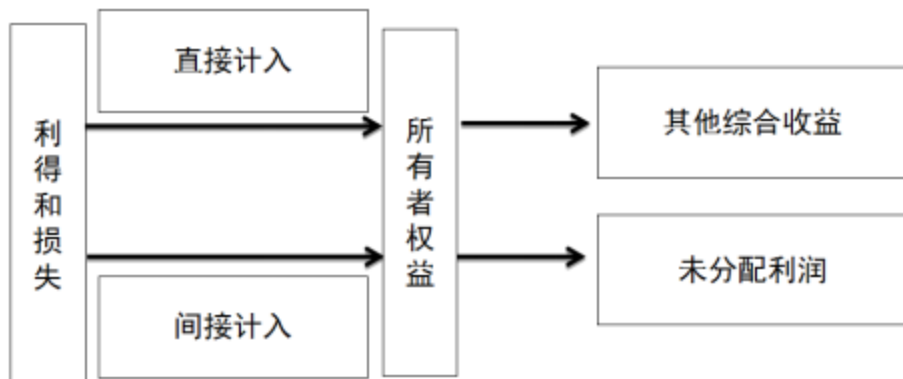 利得和损失
直接计入
间接计入
所有者权益
其他综合收益
未分配利润